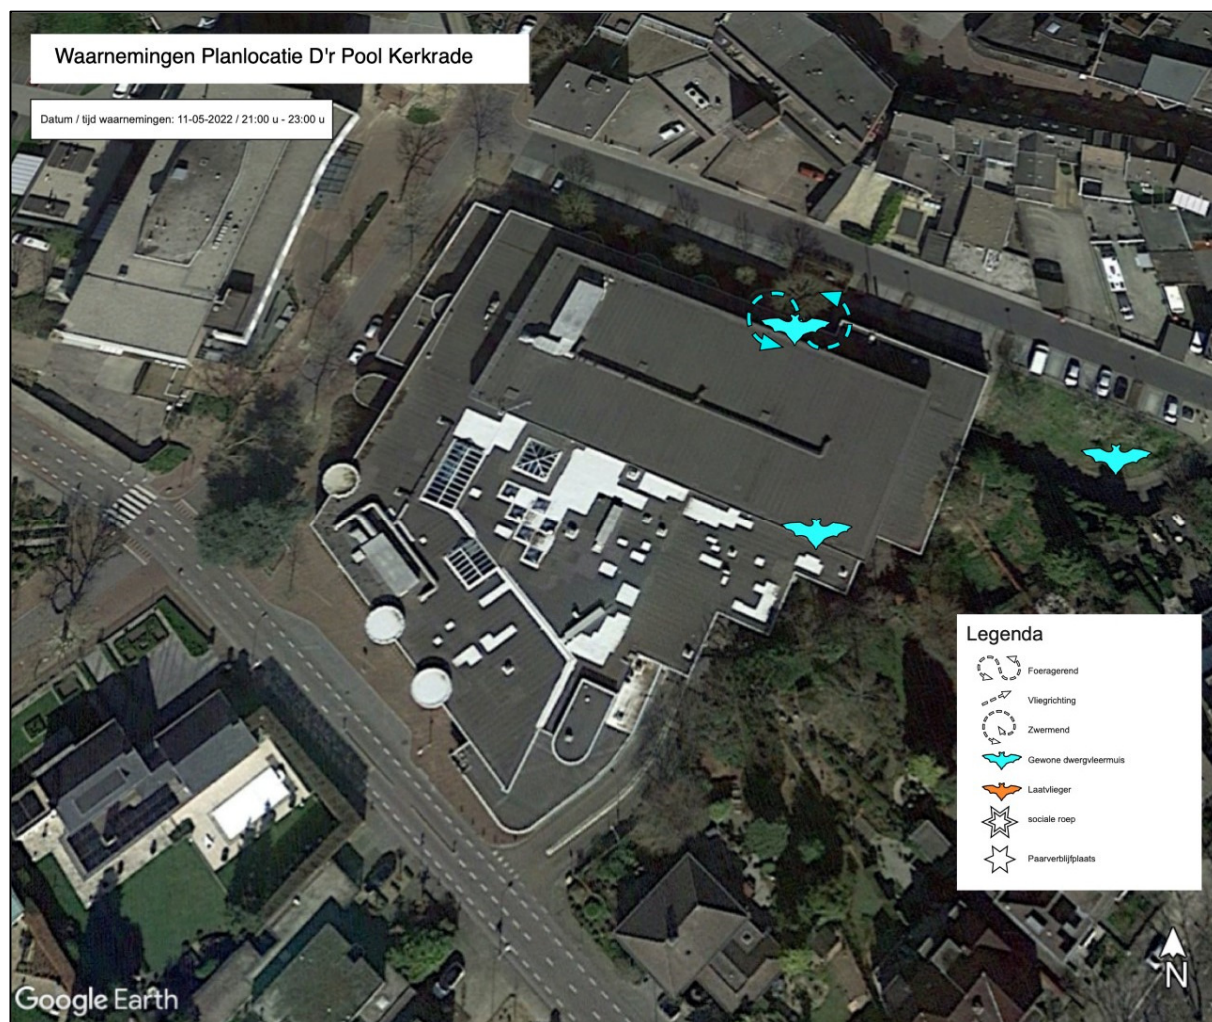 Waarnemingen Planlocatie D'r Pool Kerkrade
Datum / tijd waarnemingen: 11-05-2022 / 21:00 u - 23:00 u
Legenda
Foeragerend
Vliegrichting
Zwermend
Gewone dwergvleermuis
Laatvlieger
sociale roep
Paarverblijfplaats
N
Google Earth